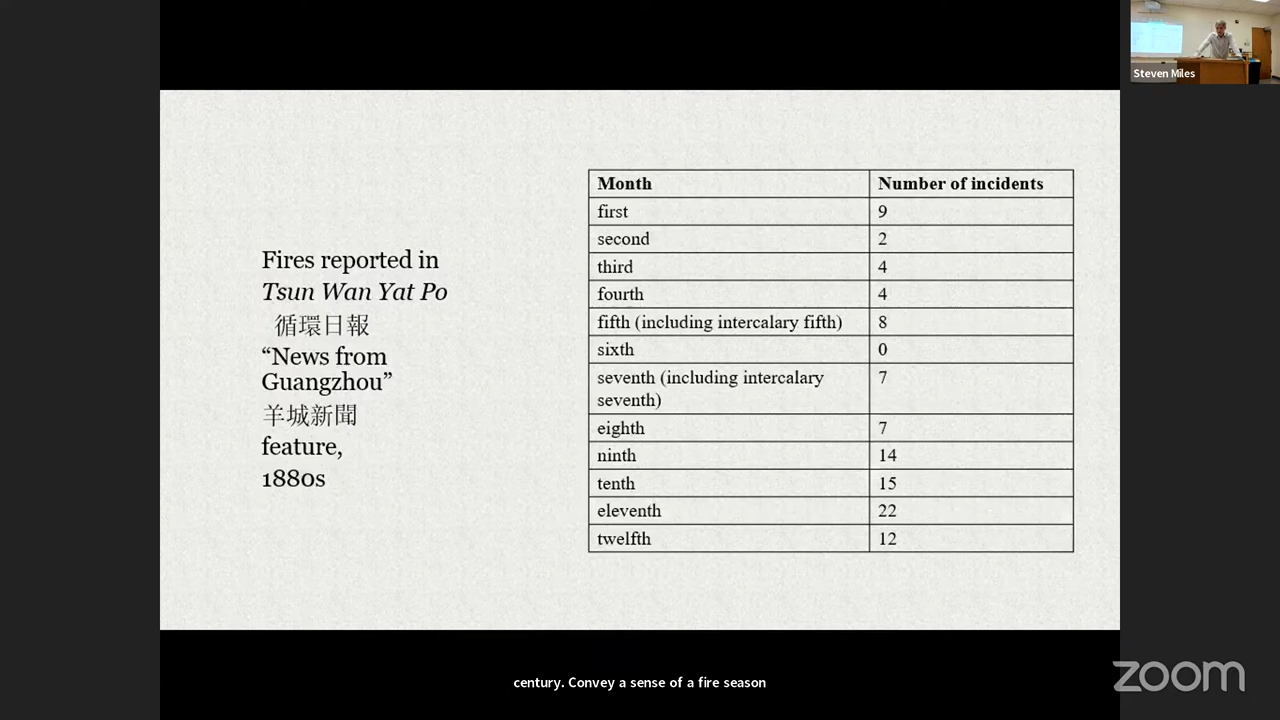 Steven Miles
Fires reported in
Tsun Wan Yat Po
循環日報
“News from
Guangzhou”
羊城新聞
feature,
1880s
Month Number of incidents
first 9
second 2
third 4
fourth 4
fifth (including intercalary fifth) 8
sixth 0
seventh (including intercalary 7
seventh)
eighth 7
ninth 14
tenth 15
eleventh 22
twelfth 12
century. Convey a sense of a fire season
zoom